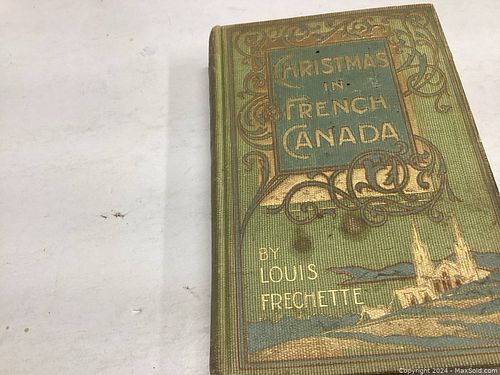 CHRISTMAS
IN
FRENCH
CANADA
BY
LOUIS
FRECHETTE
Copyright 2024 - MaxSold.com